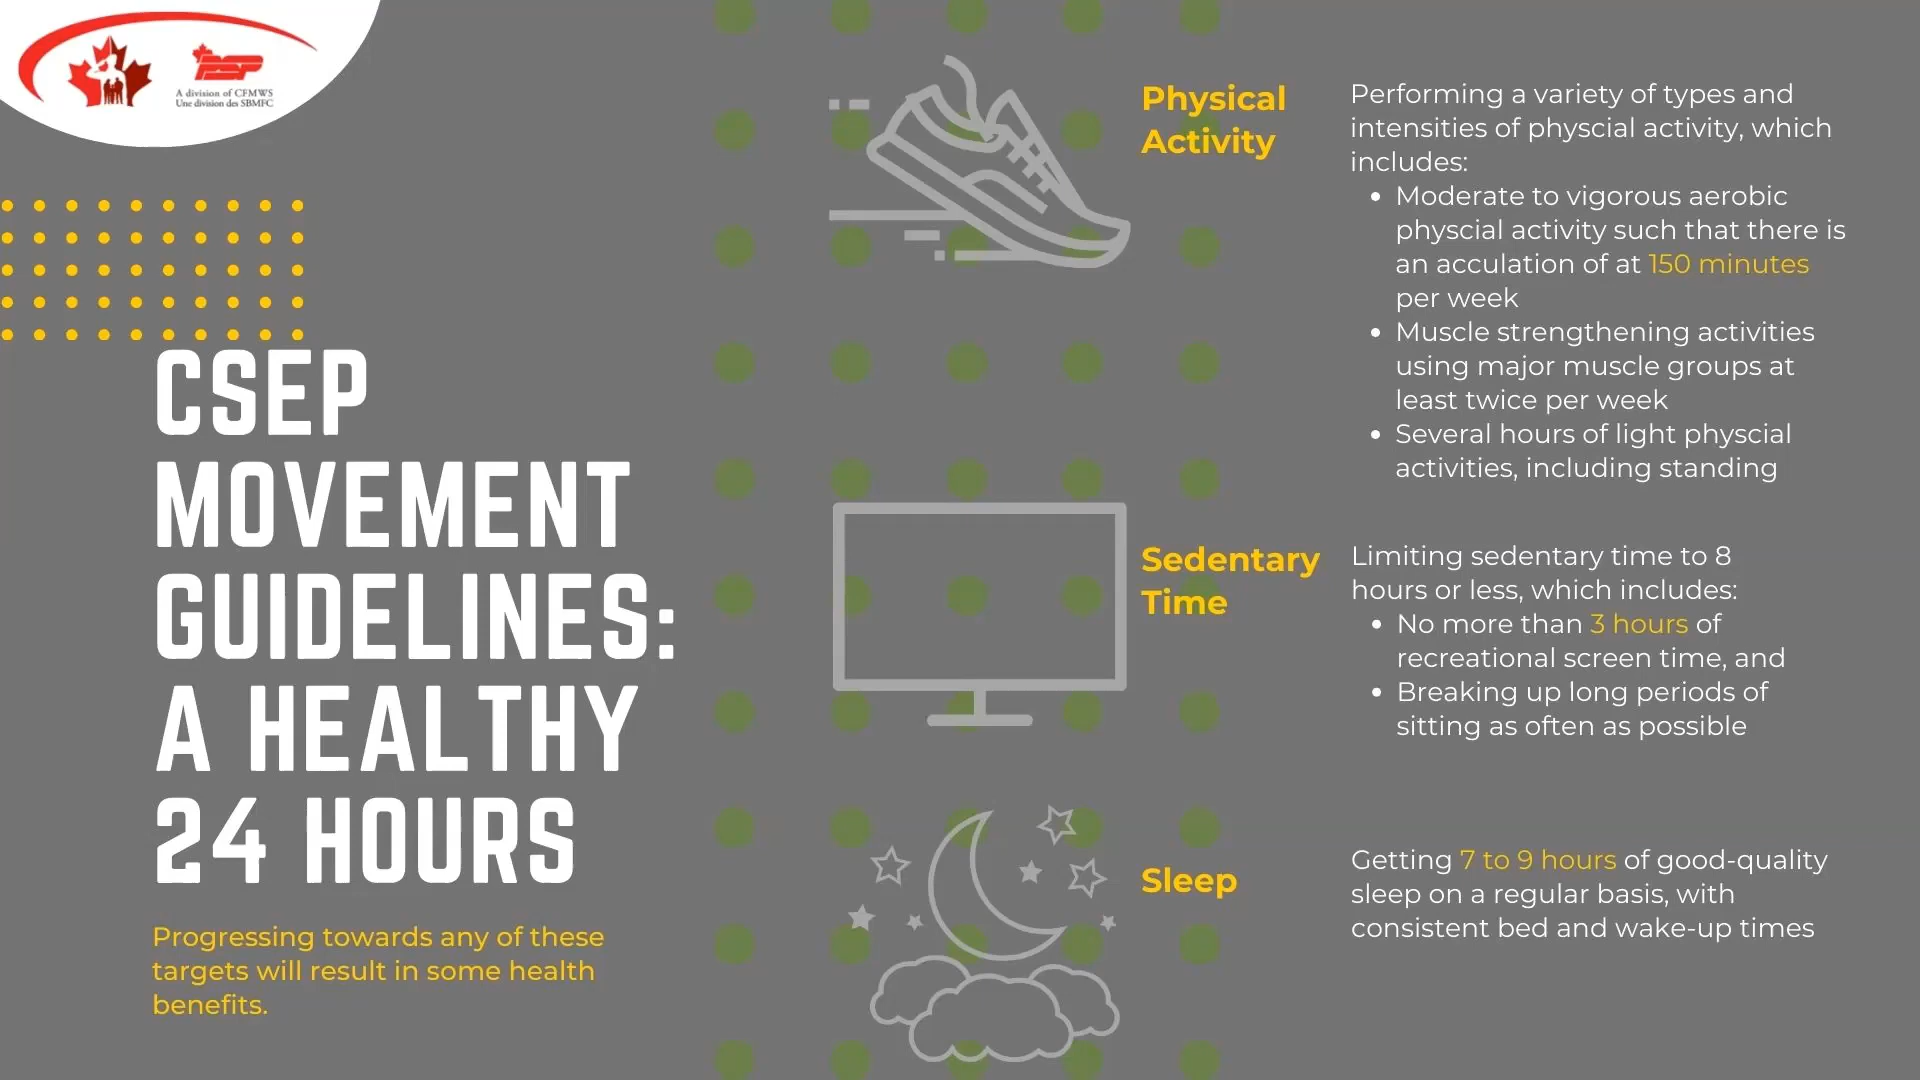 PSP
A division of CFMWS
Une division des SBMFC
CSEP
MOVEMENT
GUIDELINES:
A HEALTHY
24 HOURS
Progressing towards any of these
targets will result in some health
benefits.
Physical
Activity
Performing a variety of types and
intensities of physcial activity, which
includes:
• Moderate to vigorous aerobic
physcial activity such that there is
an acculation of at 150 minutes
per week
• Muscle strengthening activities
using major muscle groups at
least twice per week
• Several hours of light physcial
activities, including standing
Sedentary
Time
Limiting sedentary time to 8
hours or less, which includes:
• No more than 3 hours of
recreational screen time, and
• Breaking up long periods of
sitting as often as possible
Sleep
Getting 7 to 9 hours of good-quality
sleep on a regular basis, with
consistent bed and wake-up times